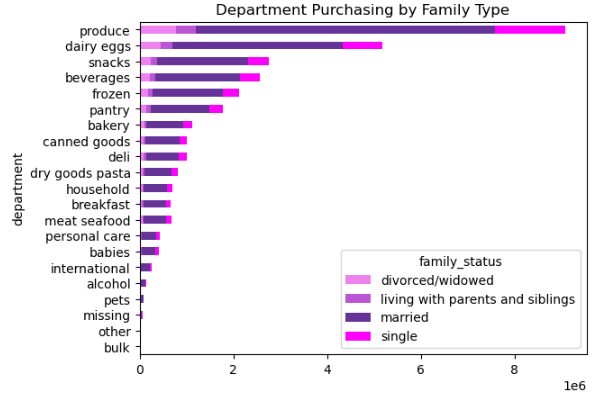 Department Purchasing by Family Type
department
produce
dairy eggs
snacks
beverages
frozen
pantry
bakery
canned goods
deli
dry goods pasta
household
breakfast
meat seafood
personal care
babies
international
alcohol
pets
missing
other
bulk
family_status
divorced/widowed
living with parents and siblings
married
single
0 2 4 6 8
1e6